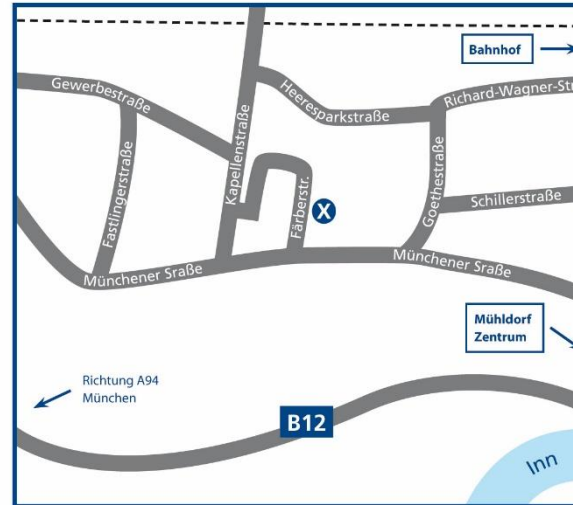 Bahnhof
Gewerbestraße
Heeresparkstraße
Richard-Wagner-Str
Fastlingerstraße
Kapellenstraße
Färberstr.
X
Goethestraße
Schillerstraße
Münchener Sraße
Münchener Sraße
Mühldorf
Zentrum
Richtung A94
München
B12
Inn